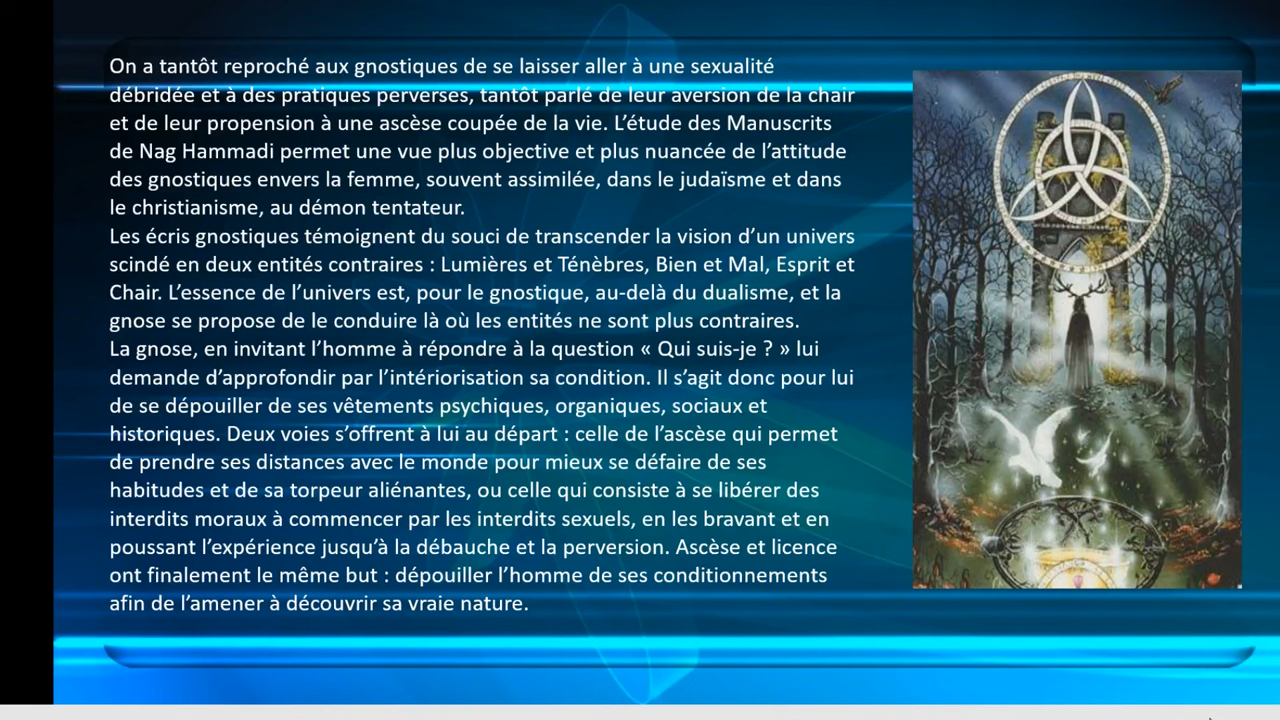 On a tantôt reproché aux gnostiques de se laisser aller à une sexualité
débridée et à des pratiques perverses, tantôt parlé de leur aversion de la chair
et de leur propension à une ascèse coupée de la vie. L’étude des Manuscrits
de Nag Hammadi permet une vue plus objective et plus nuancée de l’attitude
des gnostiques envers la femme, souvent assimilée, dans le judaïsme et dans
le christianisme, au démon tentateur.
Les écris gnostiques témoignent du souci de transcender la vision d’un univers
scindé en deux entités contraires : Lumières et Ténèbres, Bien et Mal, Esprit et
Chair. L’essence de l’univers est, pour le gnostique, au-delà du dualisme, et la
gnose se propose de le conduire là où les entités ne sont plus contraires.
La gnose, en invitant l’homme à répondre à la question « Qui suis-je ? » lui
demande d’approfondir par l’intériorisation sa condition. Il s’agit donc pour lui
de se dépouiller de ses vêtements psychiques, organiques, sociaux et
historiques. Deux voies s’offrent à lui au départ : celle de l’ascèse qui permet
de prendre ses distances avec le monde pour mieux se défaire de ses
habitudes et de sa torpeur aliénantes, ou celle qui consiste à se libérer des
interdits moraux à commencer par les interdits sexuels, en les bravant et en
poussant l’expérience jusqu’à la débauche et la perversion. Ascèse et licence
ont finalement le même but : dépouiller l’homme de ses conditionnements
afin de l’amener à découvrir sa vraie nature.